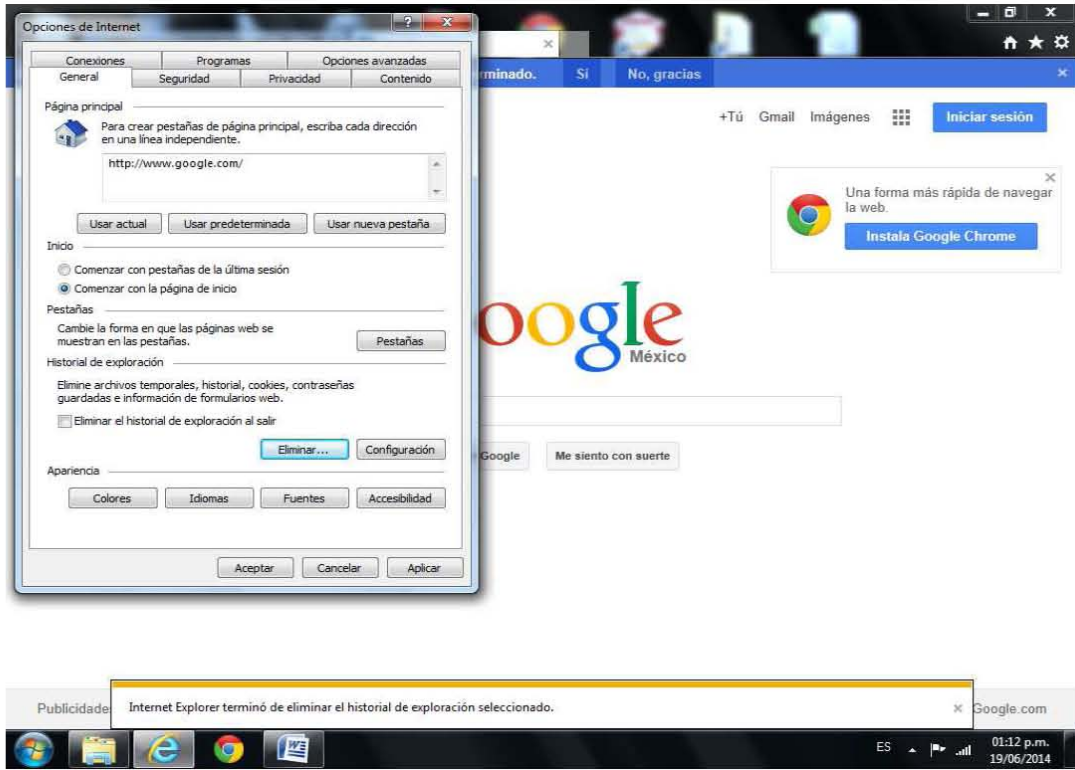 Opciones de Internet
Conexiones Programas Opciones avanzadas
General Seguridad Privacidad Contenido
Página principal
Para crear pestañas de página principal, escriba cada dirección
en una línea independiente.
http://www.google.com/
Usar actual Usar predeterminada Usar nueva pestaña
Inicio
Comenzar con pestañas de la última sesión
Comenzar con la página de inicio
Pestañas
Cambie la forma en que las páginas web se
muestran en las pestañas.
Pestañas
Historial de exploración
Elimine archivos temporales, historial, cookies, contraseñas
guardadas e información de formularios web.
Eliminar el historial de exploración al salir
Eliminar... Configuración
Apariencia
Colores Idiomas Fuentes Accesibilidad
Aceptar Cancelar Aplicar
rminado. Sí No, gracias
+Tú Gmail Imágenes Iniciar sesión
Una forma más rápida de navegar
la web.
Instala Google Chrome
oogle
México
Google Me siento con suerte
Publicidade
Internet Explorer terminó de eliminar el historial de exploración seleccionado.
Google.com
ES
01:12 p.m.
19/06/2014